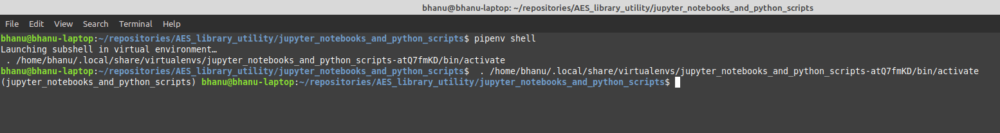 bhanu@bhanu-laptop: ~/repositories/AES_library_utility/jupyter_notebooks_and_python_scripts
File Edit View Search Terminal Help
bhanu@bhanu-laptop:~/repositories/AES_library_utility/jupyter_notebooks_and_python_scripts$ pipenv shell
Launching subshell in virtual environment…
 . /home/bhanu/.local/share/virtualenvs/jupyter_notebooks_and_python_scripts-atQ7fmKD/bin/activate
bhanu@bhanu-laptop:~/repositories/AES_library_utility/jupyter_notebooks_and_python_scripts$  . /home/bhanu/.local/share/virtualenvs/jupyter_notebooks_and_python_scripts-atQ7fmKD/bin/activate
(jupyter_notebooks_and_python_scripts) bhanu@bhanu-laptop:~/repositories/AES_library_utility/jupyter_notebooks_and_python_scripts$